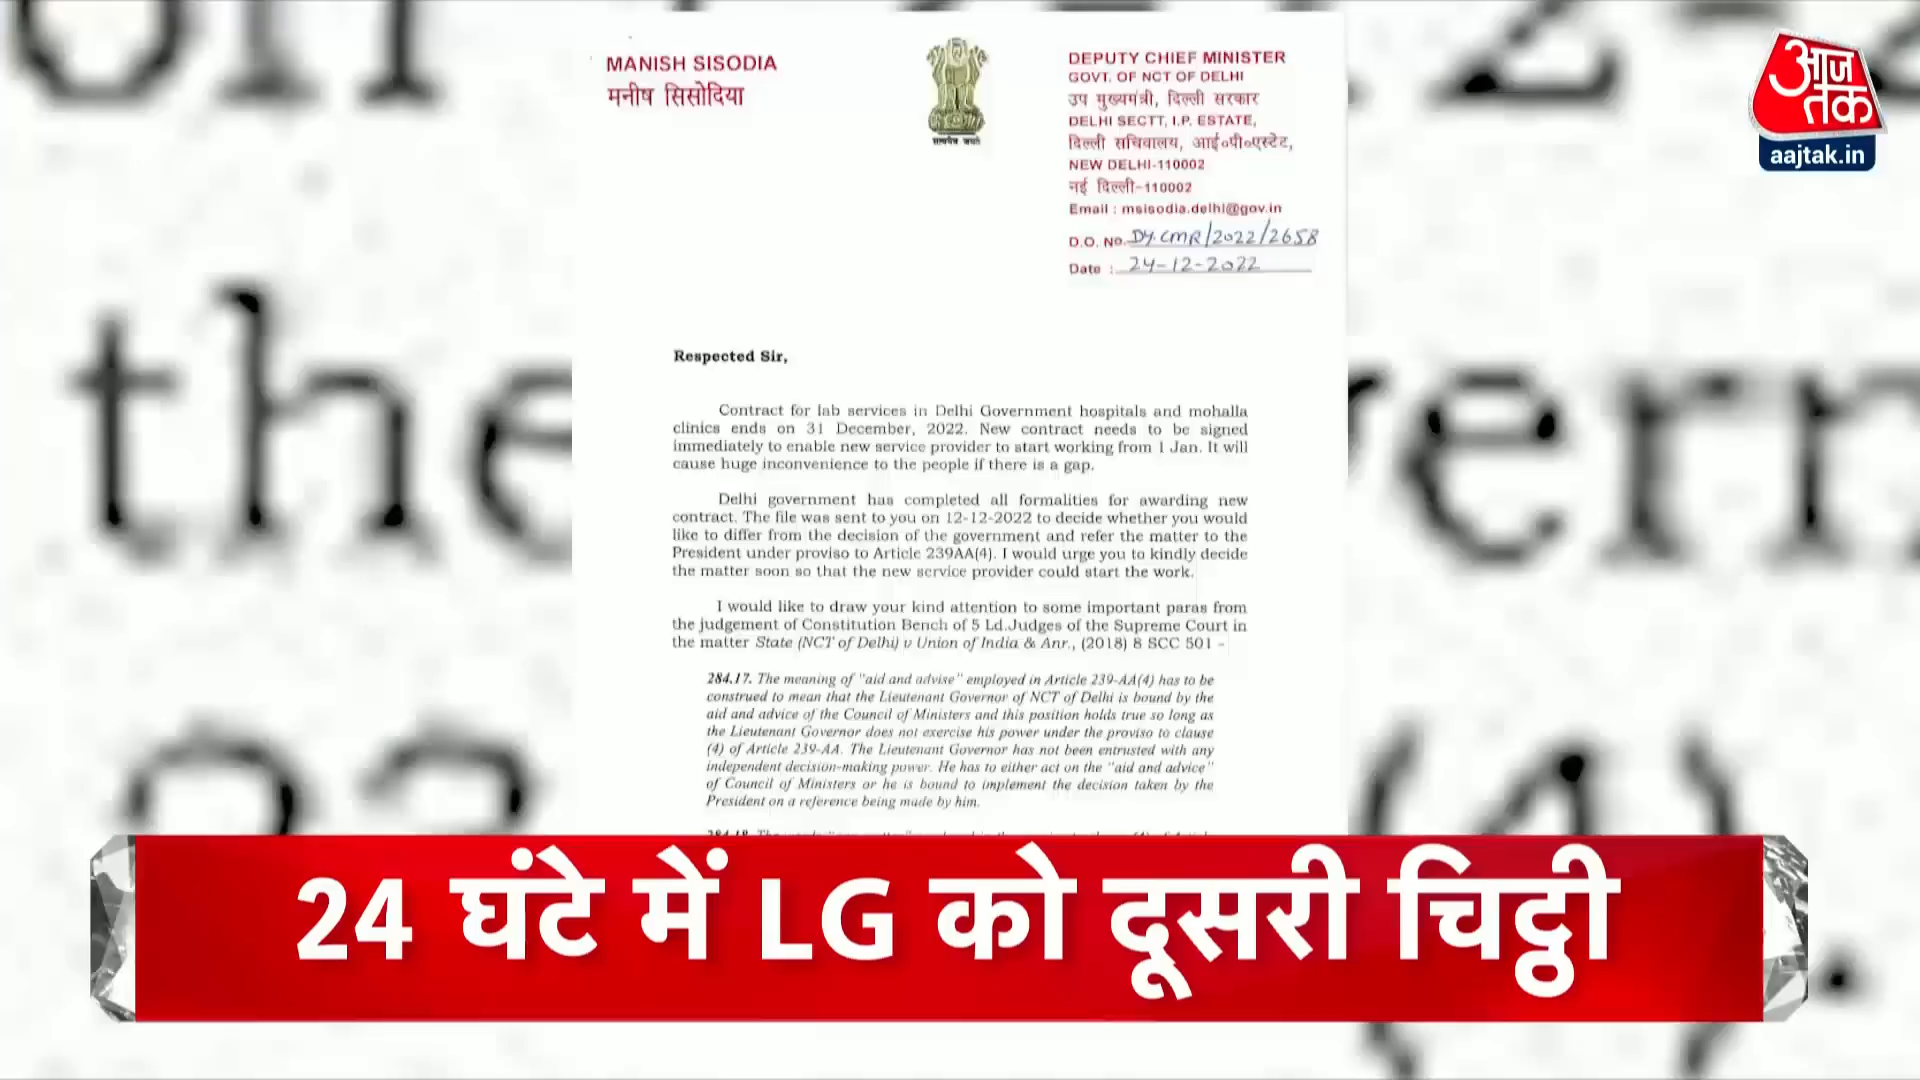 MANISH SISODIA
मनीष सिसोदिया
सत्यमेव जयते
DEPUTY CHIEF MINISTER
GOVT. OF NCT OF DELHI
उप मुख्यमंत्री, दिल्ली सरकार
DELHI SECTT, I.P. ESTATE,
दिल्ली सचिवालय, आई०पी०एस्टेट,
NEW DELHI-110002
नई दिल्ली-110002
Email : msisodia.delhi@gov.in
D.O. No. Dy.CMR/2022/2658
Date : 24-12-2022
आज
तक
aajtak.in
Respected Sir,
Contract for lab services in Delhi Government hospitals and mohalla
clinics ends on 31 December, 2022. New contract needs to be signed
immediately to enable new service provider to start working from 1 Jan. It will
cause huge inconvenience to the people if there is a gap.
Delhi government has completed all formalities for awarding new
contract. The file was sent to you on 12-12-2022 to decide whether you would
like to differ from the decision of the government and refer the matter to the
President under proviso to Article 239AA(4). I would urge you to kindly decide
the matter soon so that the new service provider could start the work.
I would like to draw your kind attention to some important paras from
the judgement of Constitution Bench of 5 Ld.Judges of the Supreme Court in
the matter State (NCT of Delhi) v Union of India & Anr., (2018) 8 SCC 501 -
284.17. The meaning of "aid and advise" employed in Article 239-AA(4) has to be
construed to mean that the Lieutenant Governor of NCT of Delhi is bound by the
aid and advice of the Council of Ministers and this position holds true so long as
the Lieutenant Governor does not exercise his power under the proviso to clause
(4) of Article 239-AA. The Lieutenant Governor has not been entrusted with any
independent decision-making power. He has to either act on the "aid and advice"
of Council of Ministers or he is bound to implement the decision taken by the
President on a reference being made by him.
24 घंटे में LG को दूसरी चिट्ठी